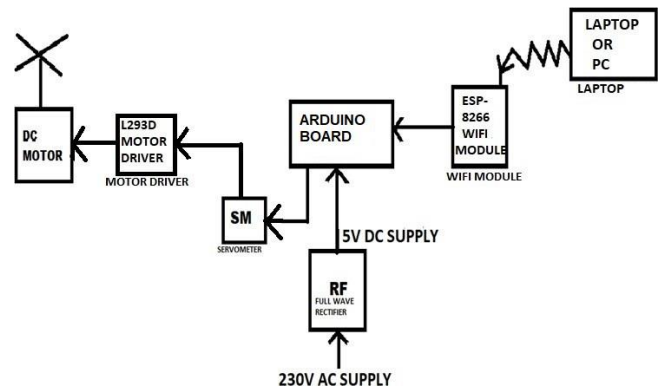 LAPTOP
OR
PC
LAPTOP
ESP-
8266
WIFI
MODULE
WIFI MODULE
ARDUINO
BOARD
L293D
MOTOR
DRIVER
MOTOR DRIVER
DC
MOTOR
SM
SERVOMETER
5V DC SUPPLY
RF
FULL WAVE
RECTIFIER
230V AC SUPPLY